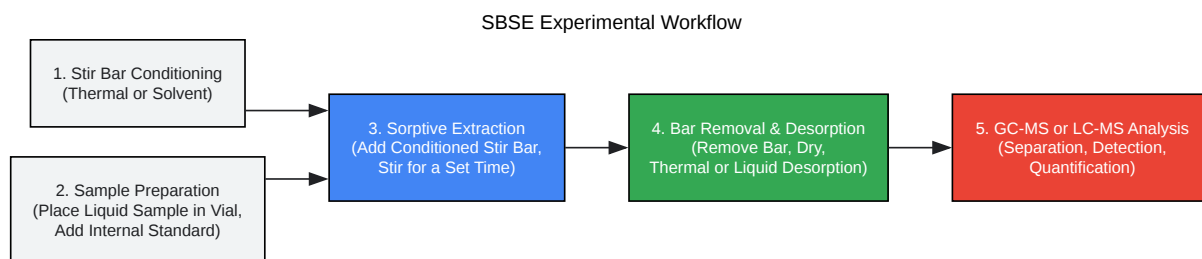 SBSE Experimental Workflow
1. Stir Bar Conditioning
(Thermal or Solvent)
2. Sample Preparation
(Place Liquid Sample in Vial,
Add Internal Standard)
3. Sorptive Extraction
(Add Conditioned Stir Bar,
Stir for a Set Time)
4. Bar Removal & Desorption
(Remove Bar, Dry,
Thermal or Liquid Desorption)
5. GC-MS or LC-MS Analysis
(Separation, Detection,
Quantification)